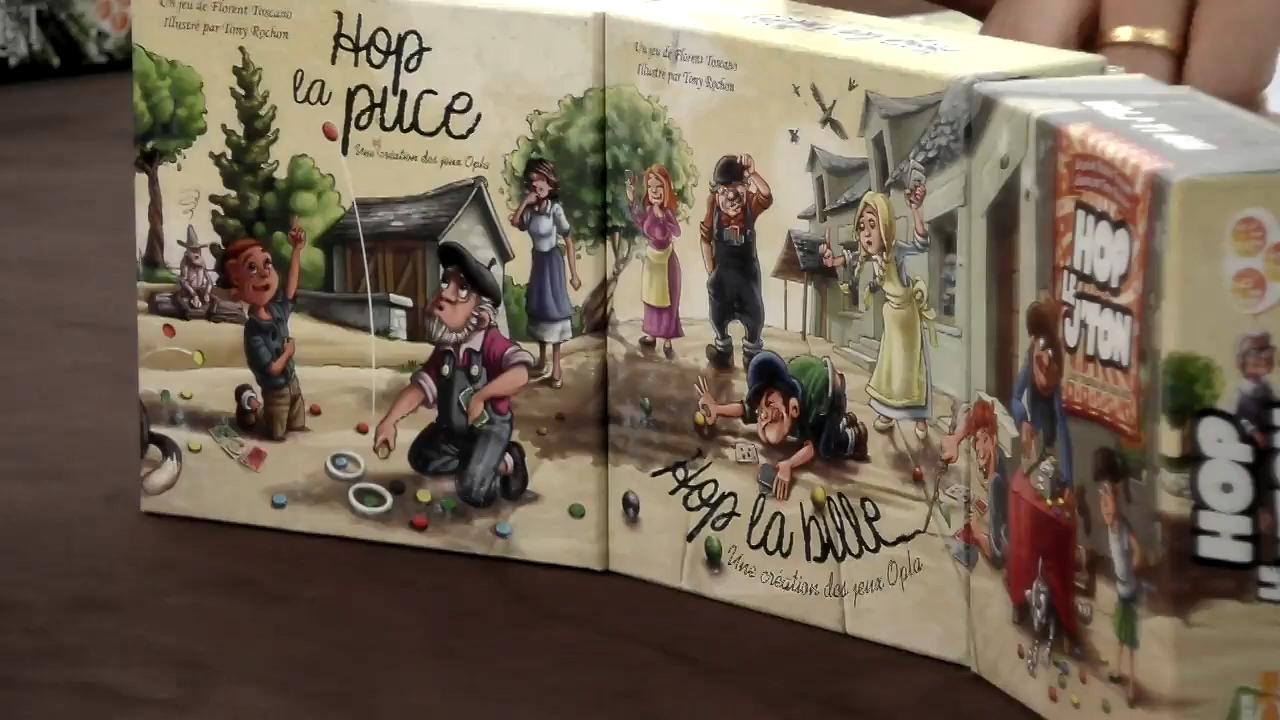 Un jeu de Florent Toscano
Illustré par Tony Rochon
Hop
la puce
Une création des jeux Opla
Un jeu de Florent Toscano
Illustré par Tony Rochon
Hop la bille
Une création des jeux Opla
HOP
J'TON
HOP